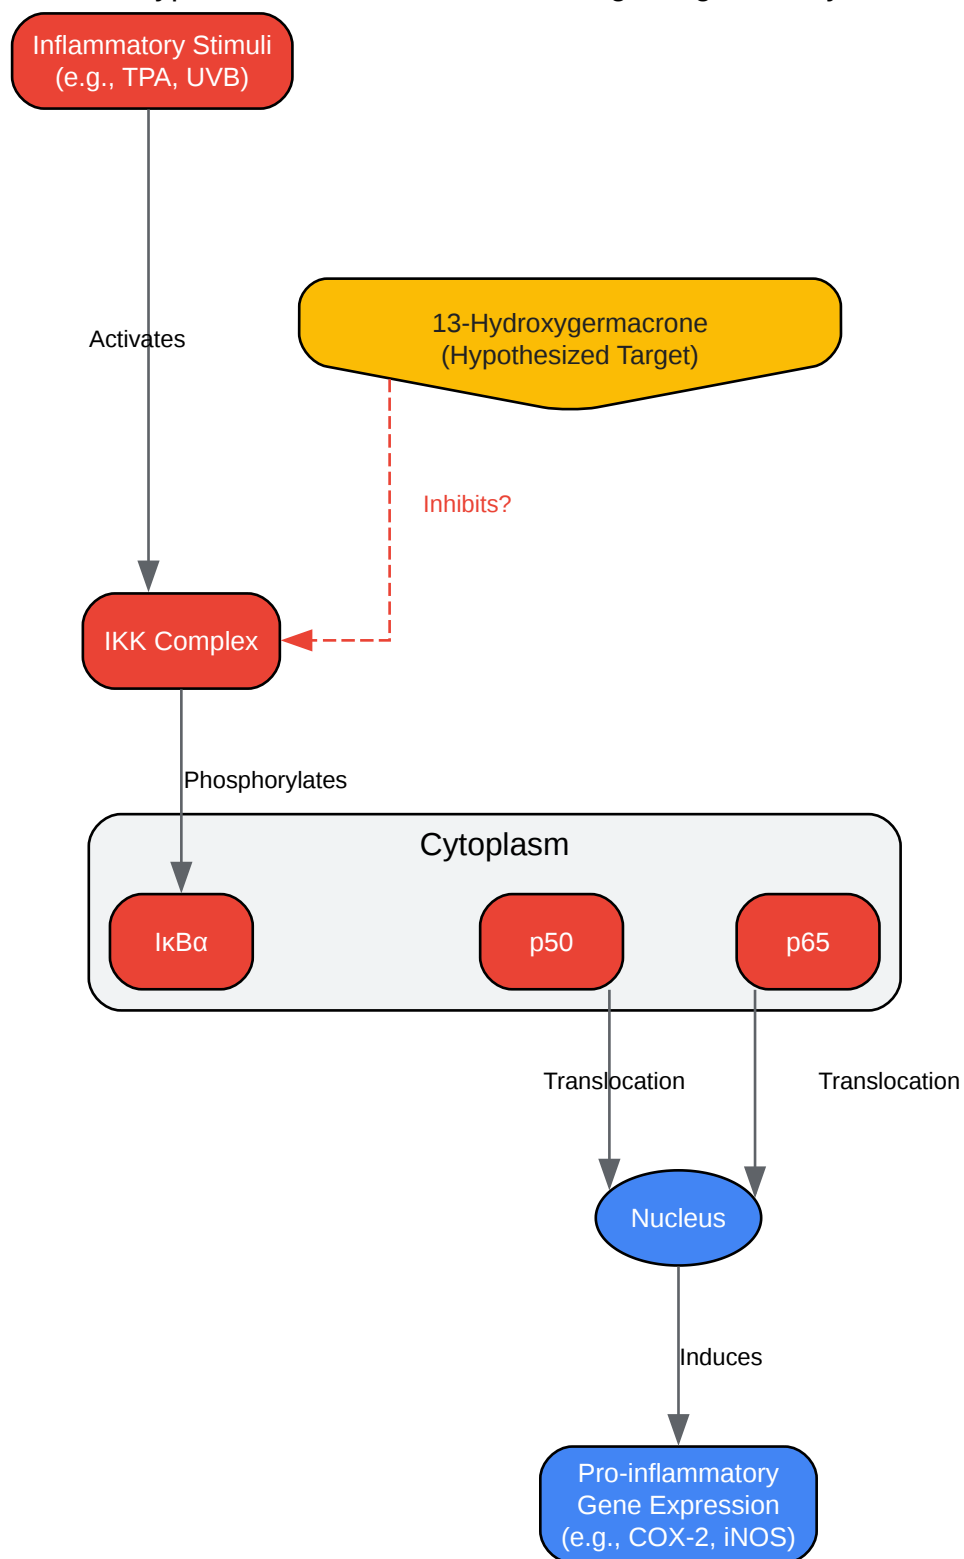 Inflammatory Stimuli
(e.g., TPA, UVB)
Activates
13-Hydroxygermacrone
(Hypothesized Target)
Inhibits?
IKK Complex
Phosphorylates
Cytoplasm
IκBα
p50
p65
Translocation
Translocation
Nucleus
Induces
Pro-inflammatory
Gene Expression
(e.g., COX-2, iNOS)